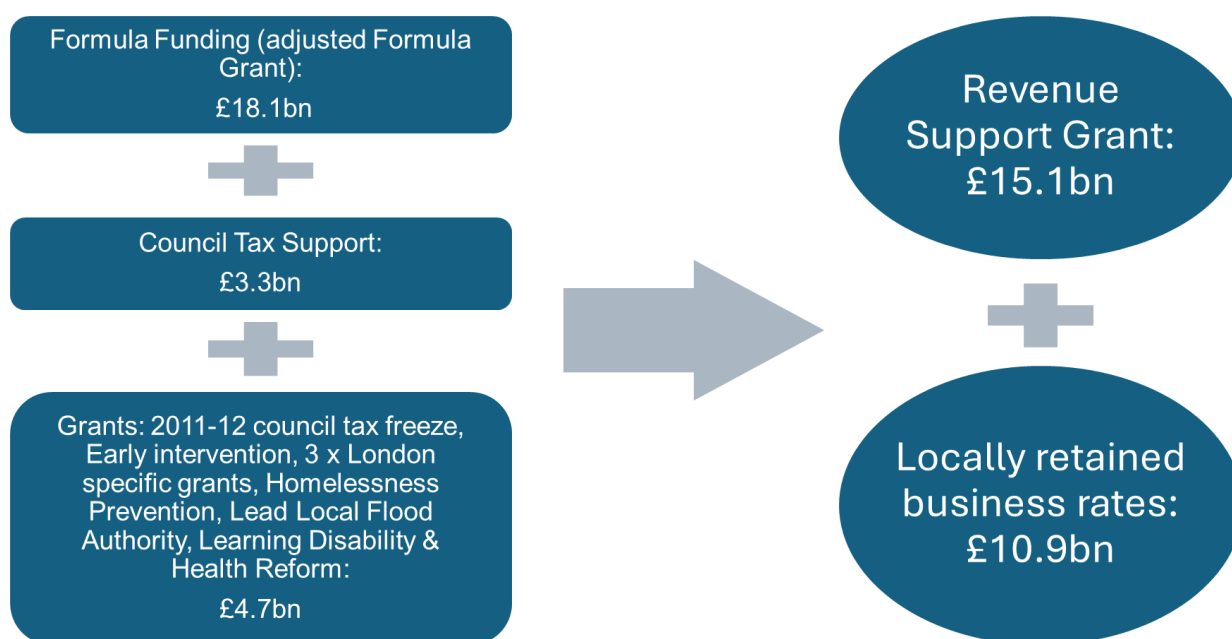 Formula Funding (adjusted Formula
Grant):
£18.1bn
Council Tax Support:
£3.3bn
Grants: 2011-12 council tax freeze,
Early intervention, 3 x London
specific grants, Homelessness
Prevention, Lead Local Flood
Authority, Learning Disability &
Health Reform:
£4.7bn
Revenue
Support Grant:
£15.1bn
Locally retained
business rates:
£10.9bn